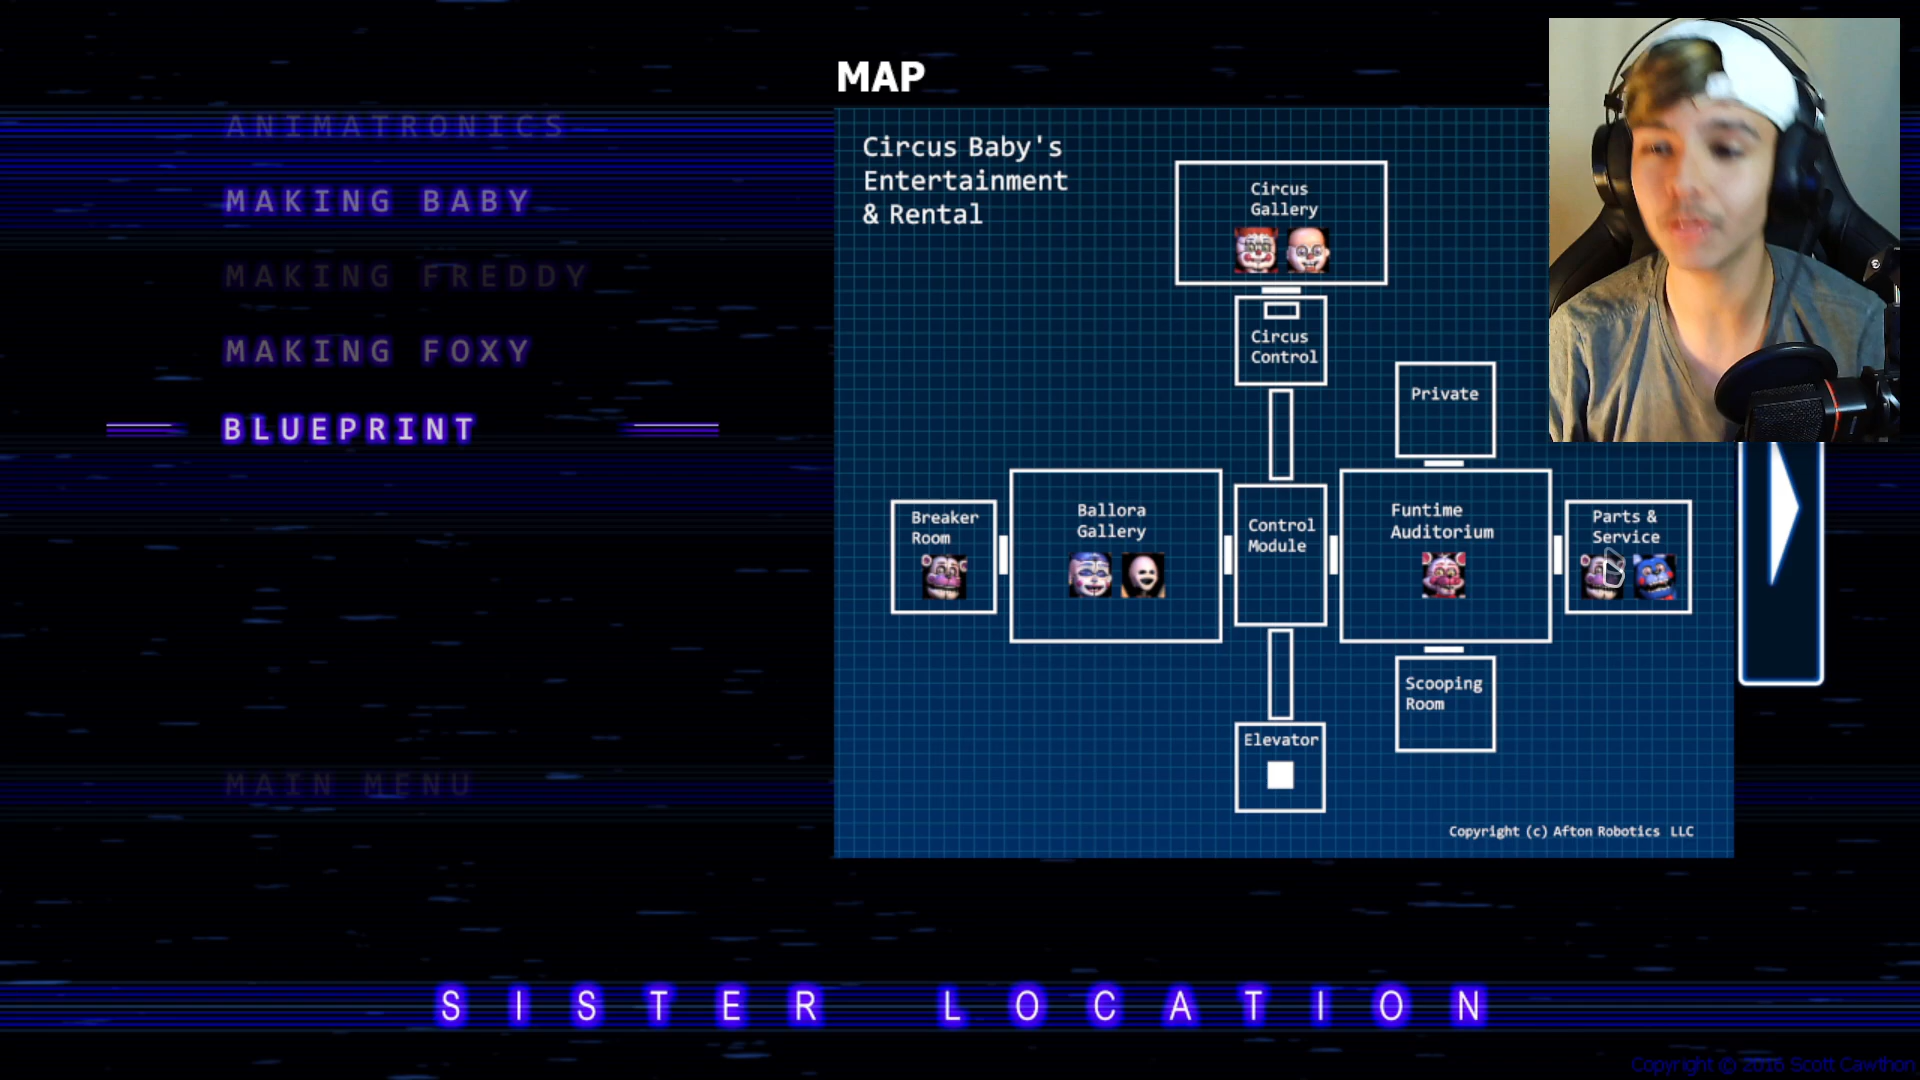 MAP
ANIMATRONICS
MAKING BABY
MAKING FREDDY
MAKING FOXY
BLUEPRINT
MAIN MENU
Circus Baby's
Entertainment
& Rental
Circus
Gallery
Circus
Control
Private
Breaker
Room
Ballora
Gallery
Control
Module
Funtime
Auditorium
Parts &
Service
Scooping
Room
Elevator
Copyright (c) Afton Robotics LLC
SISTER LOCATION
Copyright © 2016 Scott Cawthon